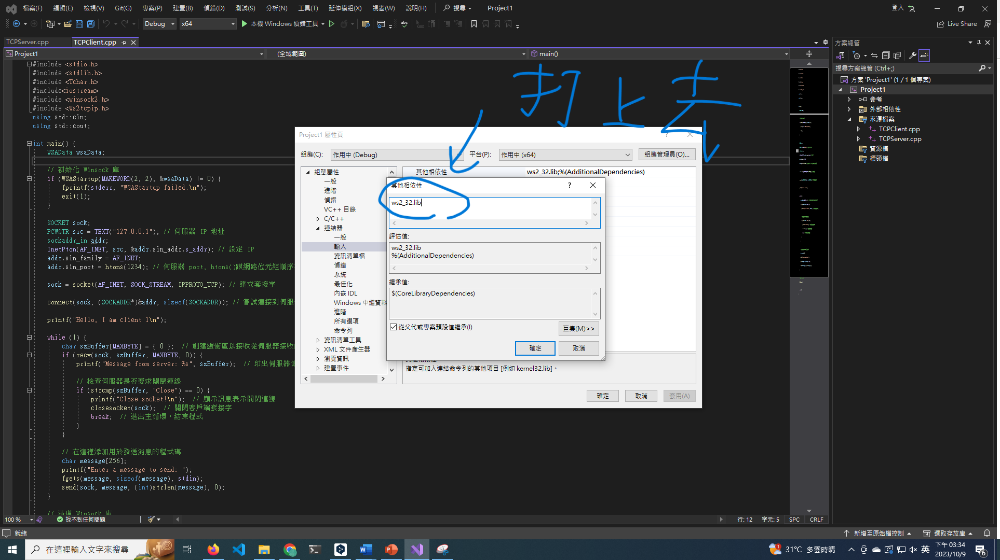 檔案(F) 編輯(E) 檢視(V) Git(G) 專案(P) 建置(B) 偵錯(D) 測試(S) 分析(N) 工具(T) 延伸模組(X) 視窗(W) 說明(H) 搜尋 Project1 登入
Debug x64 本機 Windows 偵錯工具 Live Share
TCPServer.cpp TCPClient.cpp
Project1 (全域範圍) main()
#include <stdio.h>
#include <stdlib.h>
#include <Tchar.h>
#include<iostream>
#include <winsock2.h>
#include <Ws2tcpip.h>
using std::cin;
using std::cout;
int main() {
WSAData wsaData;
// 初始化 Winsock 庫
if (WSAStartup(MAKEWORD(2, 2), &wsaData) != 0) {
fprintf(stderr, "WSAStartup failed.\n");
exit(1);
}
SOCKET sock;
PCWSTR src = TEXT("127.0.0.1"); // 伺服器 IP 地址
sockaddr_in addr;
InetPton(AF_INET, src, &addr.sin_addr.s_addr); // 設定 IP
addr.sin_family = AF_INET;
addr.sin_port = htons(1234); // 伺服器 port, htons()跟網路位元組順序
sock = socket(AF_INET, SOCK_STREAM, IPPROTO_TCP); // 建立套接字
connect(sock, (SOCKADDR*)&addr, sizeof(SOCKADDR)); // 嘗試連接到伺服
printf("Hello, I am client 1\n");
while (1) {
char szBuffer[MAXBYTE] = { 0 }; // 創建緩衝區以接收從伺服器接收
if (recv(sock, szBuffer, MAXBYTE, 0)) {
printf("Message from server: %s", szBuffer); // 印出伺服器
// 檢查伺服器是否要求關閉連線
if (strcmp(szBuffer, "Close") == 0) {
printf("Close socket!\n"); // 顯示訊息表示關閉連線
closesocket(sock); // 關閉客戶端套接字
break; // 退出主循環，結束程式
}
}
// 在這裡添加用於發送消息的程式碼
char message[256];
printf("Enter a message to send: ");
fgets(message, sizeof(message), stdin);
send(sock, message, (int)strlen(message), 0);
}
// 清理 Winsock 庫
打上去
Project1 屬性頁
組態(C): 作用中 (Debug) 平台(P): 作用中 (x64) 組態管理員(O)...
組態屬性
一般
進階
偵錯
VC++ 目錄
C/C++
連結器
一般
輸入
資訊清單檔
偵錯
系統
最佳化
內嵌 IDL
Windows 中繼資料
進階
所有選項
命令列
資訊清單工具
XML 文件產生器
瀏覽資訊
建置事件
其他相依性 ws2_32.lib;%(AdditionalDependencies)
其他相依性
ws2_32.lib
評估值:
ws2_32.lib
%(AdditionalDependencies)
繼承值:
$(CoreLibraryDependencies)
從父代或專案預設值繼承(I)
巨集(M)>>
確定 取消
其他相依性
指定可加入連結命令列的其他項目 [例如 kernel32.lib]。
確定 取消 套用(A)
方案總管
搜尋方案總管 (Ctrl+;)
方案 'Project1' (1 / 1 個專案)
Project1
參考
外部相依性
來源檔案
TCPClient.cpp
TCPServer.cpp
資源檔
標頭檔
100 % 找不到任何問題 行: 12 字元: 5 SPC CRLF
就緒 新增至原始檔控制 選取存放庫
在這裡輸入文字來搜尋 31°C 多雲時晴 英 下午 03:34
2023/10/9 6